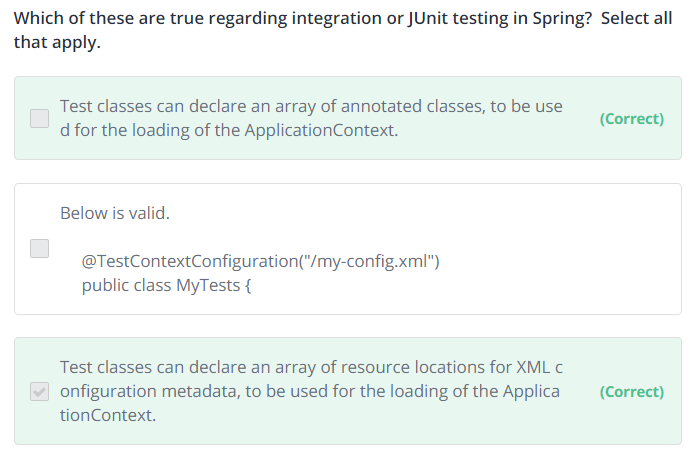 Which of these are true regarding integration or JUnit testing in Spring?  Select all
that apply.
Test classes can declare an array of annotated classes, to be use
d for the loading of the ApplicationContext.
(Correct)
Below is valid.
@TestContextConfiguration("/my-config.xml")
public class MyTests {
Test classes can declare an array of resource locations for XML c
onfiguration metadata, to be used for the loading of the Applica
tionContext.
(Correct)